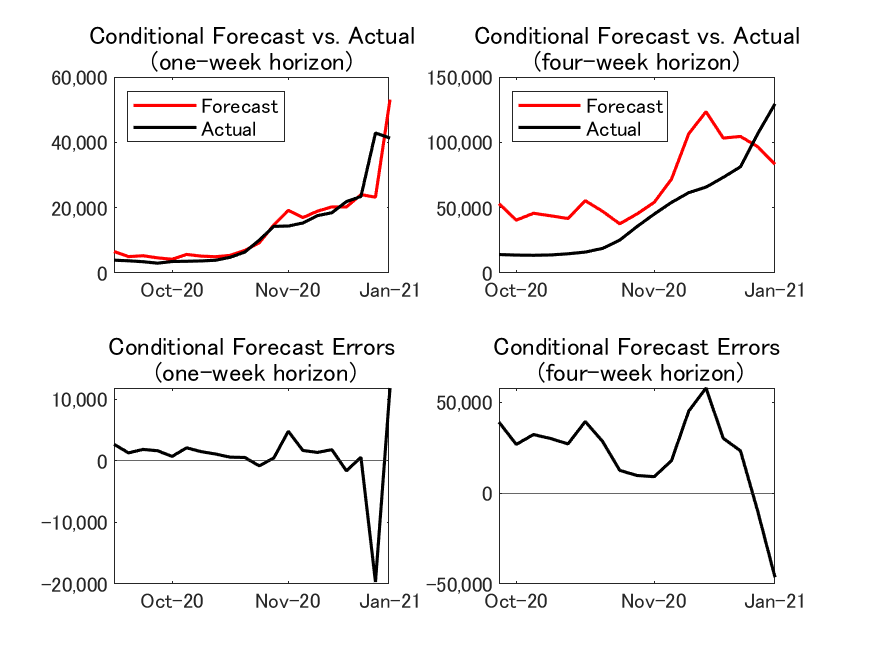 Conditional Forecast vs. Actual
(one-week horizon)
60,000
40,000
20,000
0
Forecast
Actual
Oct-20
Nov-20
Jan-21
Conditional Forecast vs. Actual
(four-week horizon)
150,000
100,000
50,000
0
Forecast
Actual
Oct-20
Nov-20
Jan-21
Conditional Forecast Errors
(one-week horizon)
10,000
0
-10,000
-20,000
Oct-20
Nov-20
Jan-21
Conditional Forecast Errors
(four-week horizon)
50,000
0
-50,000
Oct-20
Nov-20
Jan-21